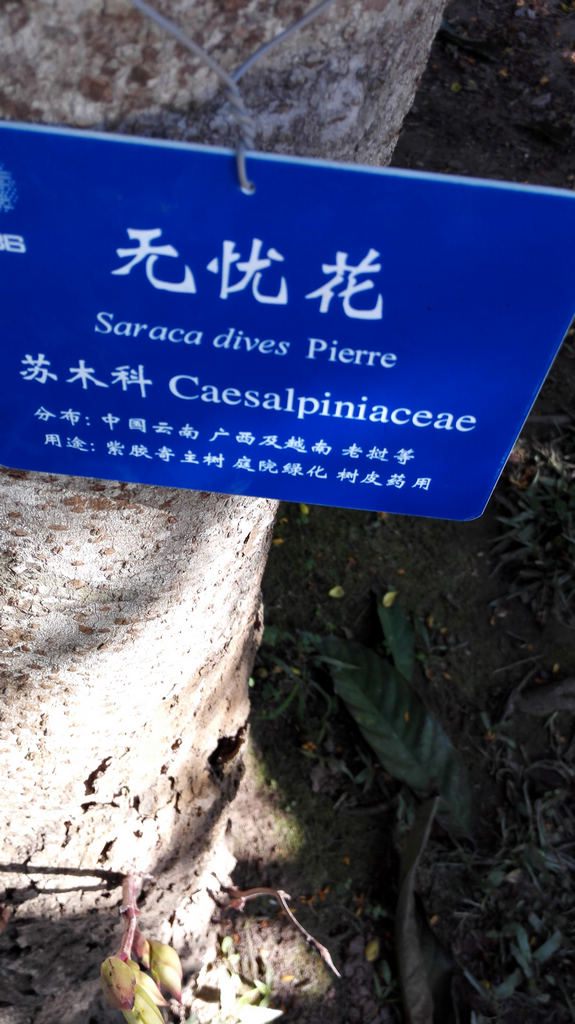 无忧花
Saraca dives Pierre
苏木科 Caesalpiniaceae
分布: 中国云南 广西及越南 老挝等
用途: 紫胶寄主树 庭院绿化 树皮药用